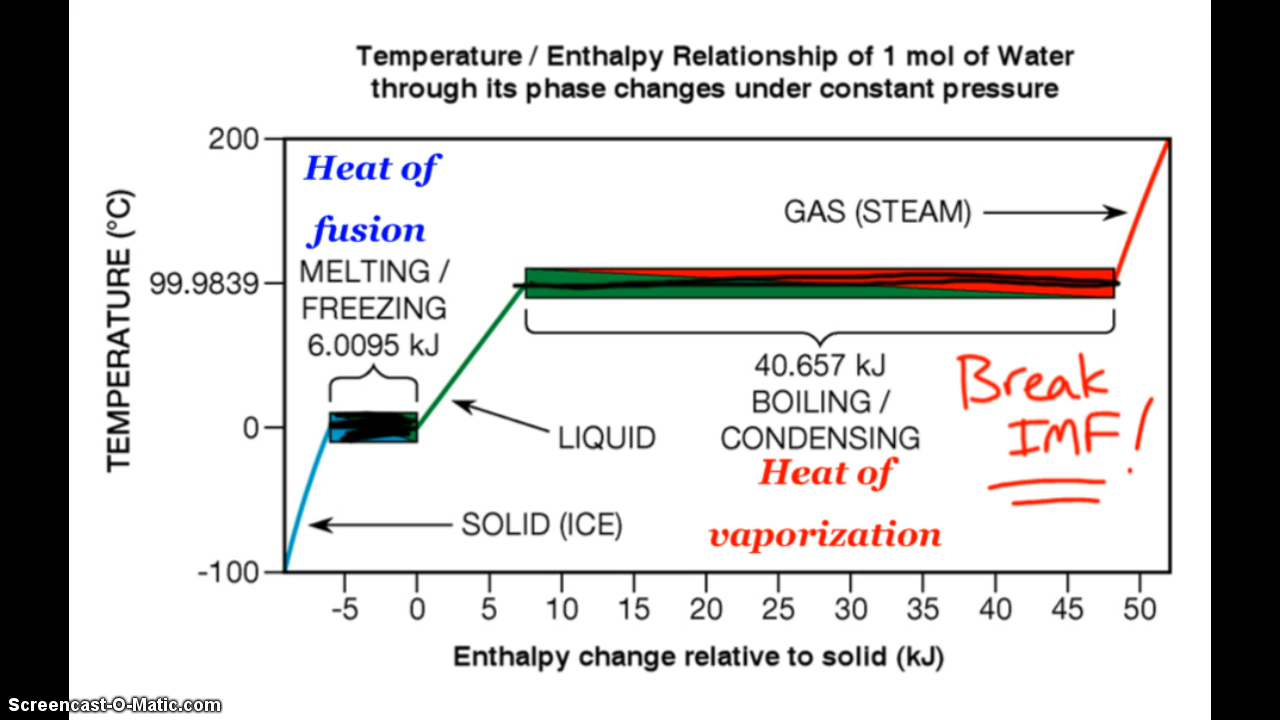 Temperature / Enthalpy Relationship of 1 mol of Water
through its phase changes under constant pressure
TEMPERATURE (°C)
200
99.9839
0
-100
Heat of
fusion
MELTING /
FREEZING
6.0095 kJ
GAS (STEAM)
LIQUID
SOLID (ICE)
40.657 kJ
BOILING /
CONDENSING
Heat of
vaporization
Break
IMF!
-5 0 5 10 15 20 25 30 35 40 45 50
Enthalpy change relative to solid (kJ)
Screencast-O-Matic.com